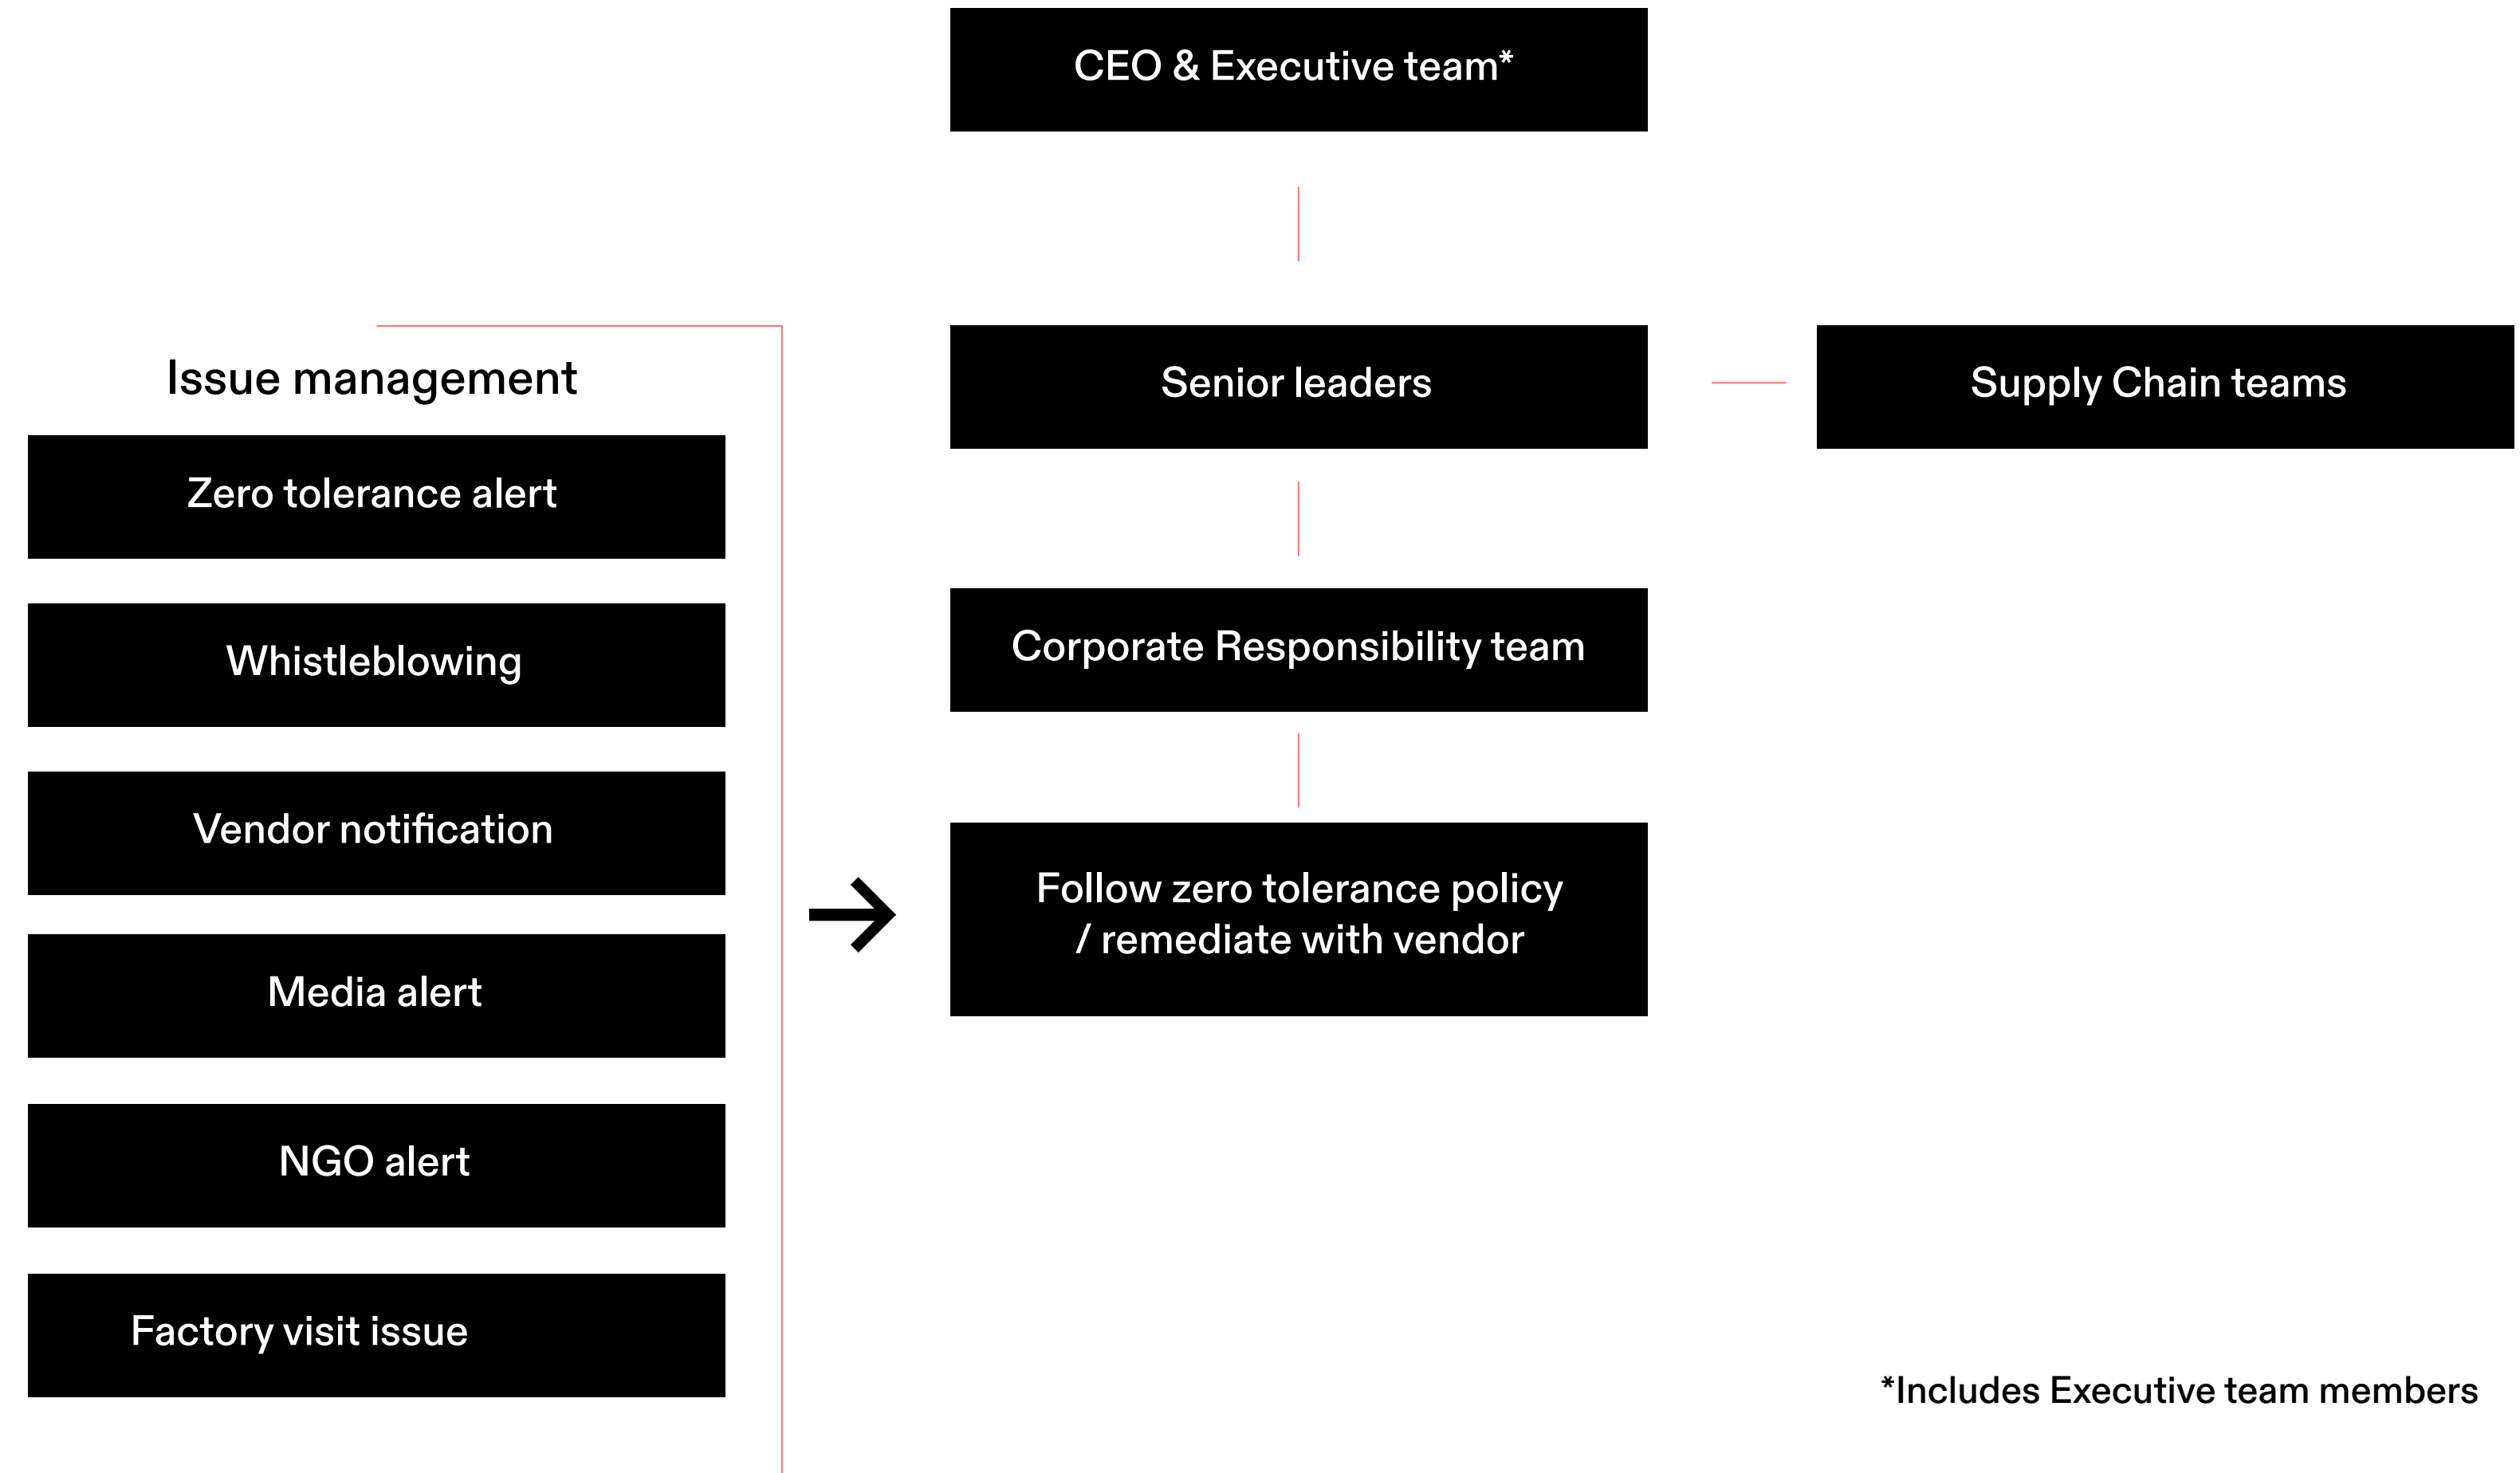 CEO & Executive team*
Senior leaders
Supply Chain teams
Issue management
Zero tolerance alert
Whistleblowing
Vendor notification
Media alert
NGO alert
Factory visit issue
Corporate Responsibility team
Follow zero tolerance policy
/ remediate with vendor
*Includes Executive team members